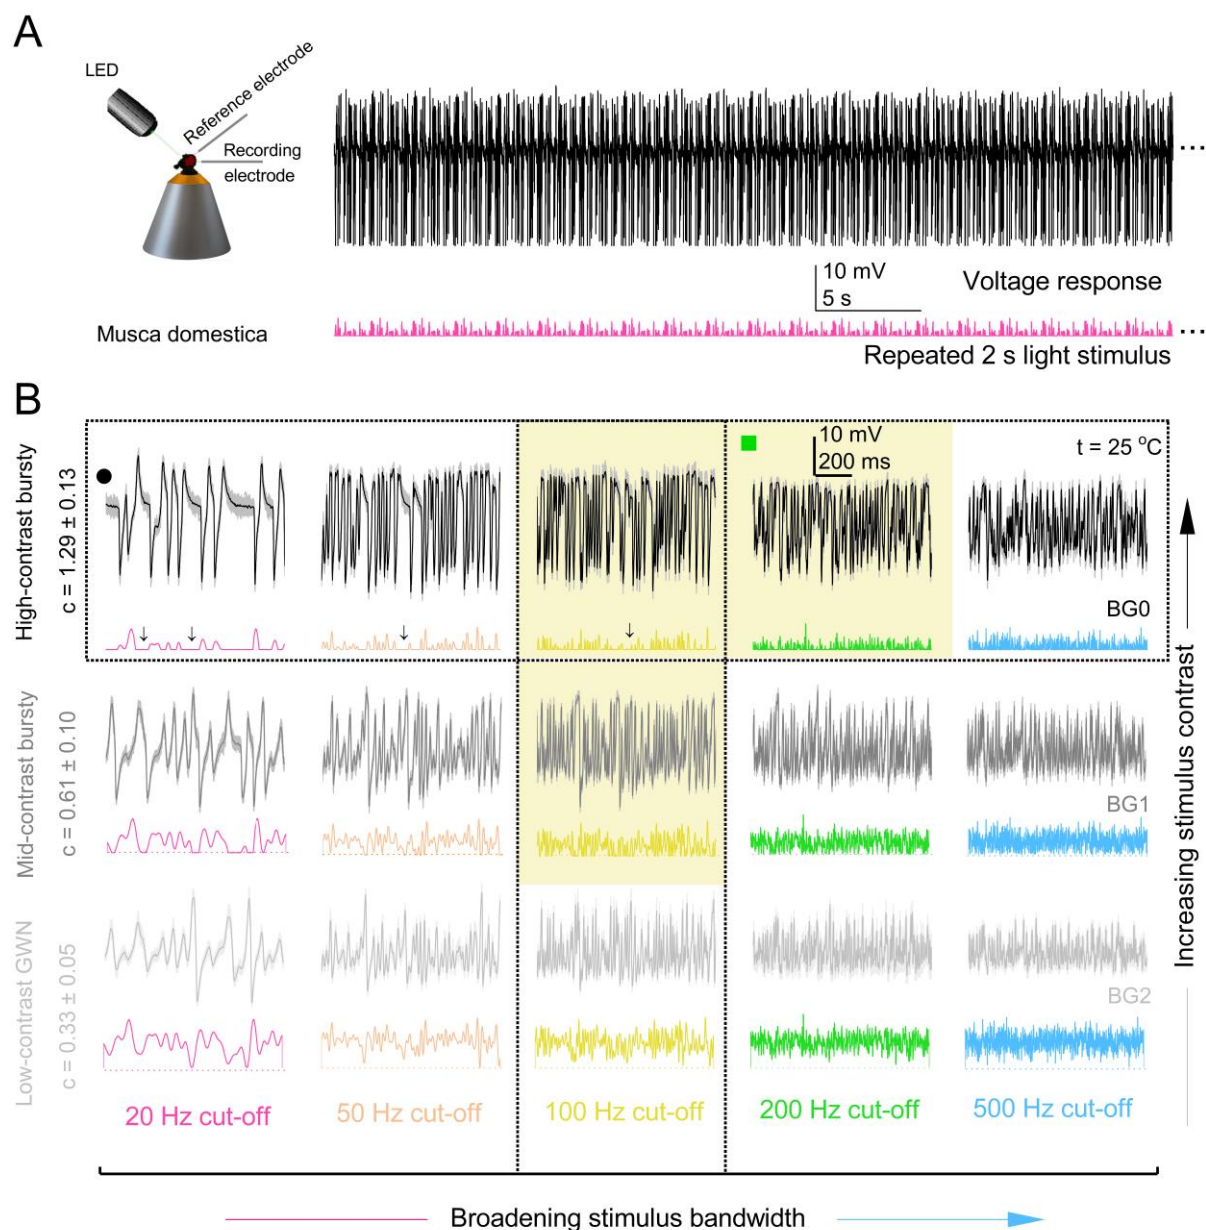 A
LED
Reference electrode
Recording
electrode
...
10 mV
5 s
Voltage response
Musca domestica
...
Repeated 2 s light stimulus
B
High-contrast bursty
c = 1.29 ± 0.13
10 mV
200 ms
t = 25 °C
BG0
Mid-contrast bursty
c = 0.61 ± 0.10
BG1
Low-contrast GWN
c = 0.33 ± 0.05
BG2
Increasing stimulus contrast
20 Hz cut-off
50 Hz cut-off
100 Hz cut-off
200 Hz cut-off
500 Hz cut-off
Broadening stimulus bandwidth